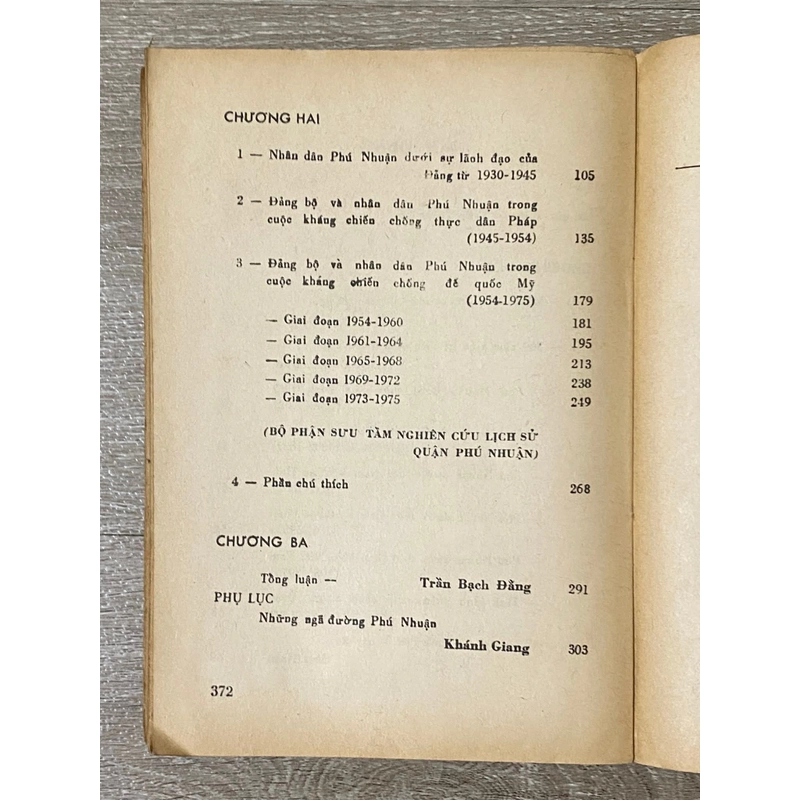 CHƯƠNG HAI
1 — Nhân dân Phú Nhuận dưới sự lãnh đạo của
Đảng từ 1930-1945 105
2 — Đảng bộ và nhân dân Phú Nhuận trong
cuộc kháng chiến chống thực dân Pháp
(1945-1954) 135
3 — Đảng bộ và nhân dân Phú Nhuận trong
cuộc kháng chiến chống đế quốc Mỹ
(1954-1975) 179
— Giai đoạn 1954-1960 181
— Giai đoạn 1961-1964 195
— Giai đoạn 1965-1968 213
— Giai đoạn 1969-1972 238
— Giai đoạn 1973-1975 249
(BỘ PHẬN SƯU TẦM NGHIÊN CỨU LỊCH SỬ
QUẬN PHÚ NHUẬN)
4 — Phần chú thích 268
CHƯƠNG BA
Tổng luận — Trần Bạch Đằng 291
PHỤ LỤC
Những ngã đường Phú Nhuận
Khánh Giang 303
372